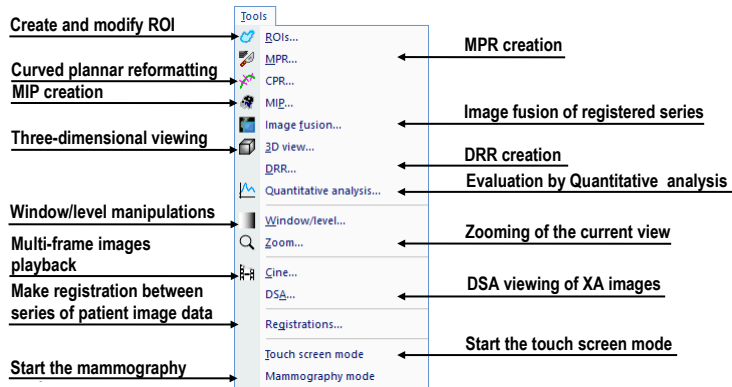 Tools
Create and modify ROI
ROIs...
MPR creation
MPR...
Curved plannar reformatting
CPR...
MIP creation
MIP...
Image fusion of registered series
Image fusion...
Three-dimensional viewing
3D view...
DRR creation
DRR...
Evaluation by Quantitative analysis
Quantitative analysis...
Window/level manipulations
Window/level...
Zooming of the current view
Zoom...
Multi-frame images
playback
Cine...
DSA viewing of XA images
DSA...
Make registration between
series of patient image data
Registrations...
Start the touch screen mode
Touch screen mode
Start the mammography
Mammography mode